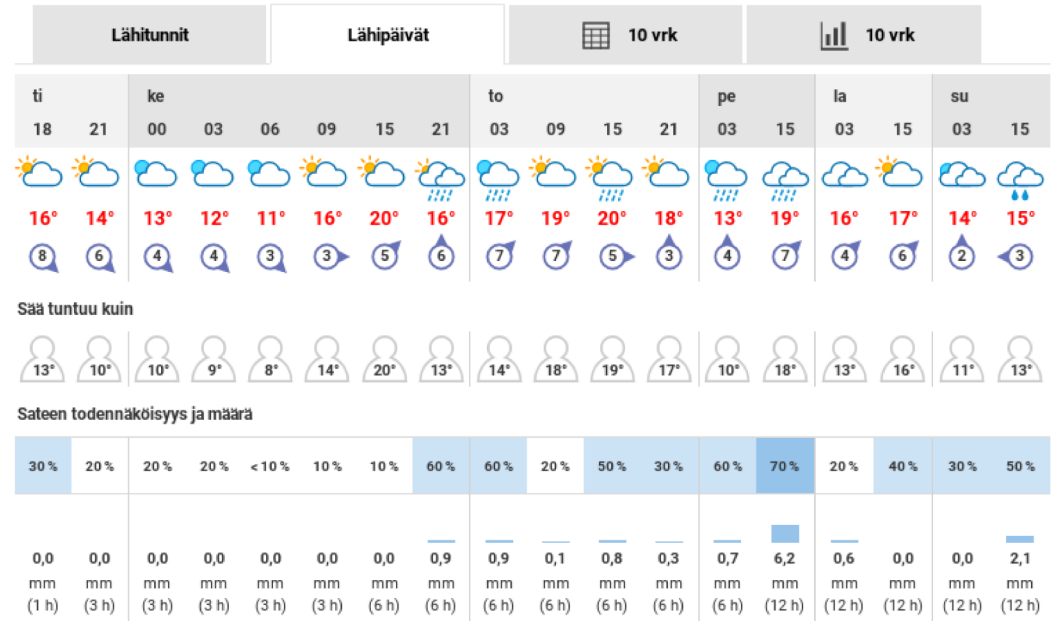 Lähitunnit Lähipäivät 10 vrk 10 vrk
ti ke to pe la su
18 21 00 03 06 09 15 21 03 09 15 21 03 15 03 15 03 15
16° 14° 13° 12° 11° 16° 20° 16° 17° 19° 20° 18° 13° 19° 16° 17° 14° 15°
8 6 4 4 3 3 5 6 7 7 5 3 4 7 4 6 2 3
Sää tuntuu kuin
13° 10° 10° 9° 8° 14° 20° 13° 14° 18° 19° 17° 10° 18° 13° 16° 11° 13°
Sateen todennäköisyys ja määrä
30 % 20 % 20 % 20 % < 10 % 10 % 10 % 60 % 60 % 20 % 50 % 30 % 60 % 70 % 20 % 40 % 30 % 50 %
0,0 0,0 0,0 0,0 0,0 0,0 0,0 0,9 0,9 0,1 0,8 0,3 0,7 6,2 0,6 0,0 0,0 2,1
mm mm mm mm mm mm mm mm mm mm mm mm mm mm mm mm mm mm
(1 h) (3 h) (3 h) (3 h) (3 h) (3 h) (6 h) (6 h) (6 h) (6 h) (6 h) (6 h) (6 h) (12 h) (12 h) (12 h) (12 h) (12 h)